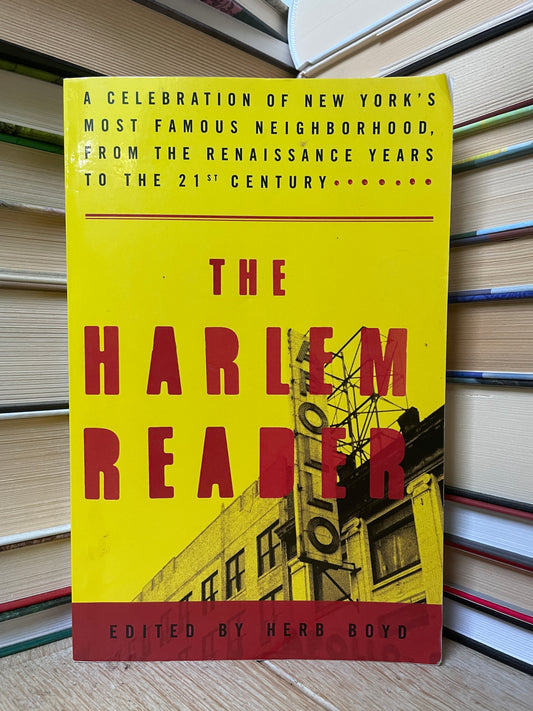 A CELEBRATION OF NEW YORK'S
MOST FAMOUS NEIGHBORHOOD,
FROM THE RENAISSANCE YEARS
TO THE 21ST CENTURY.......
THE
HARLEM
READER
APOLLO
EDITED BY HERB BOYD
APOLLO